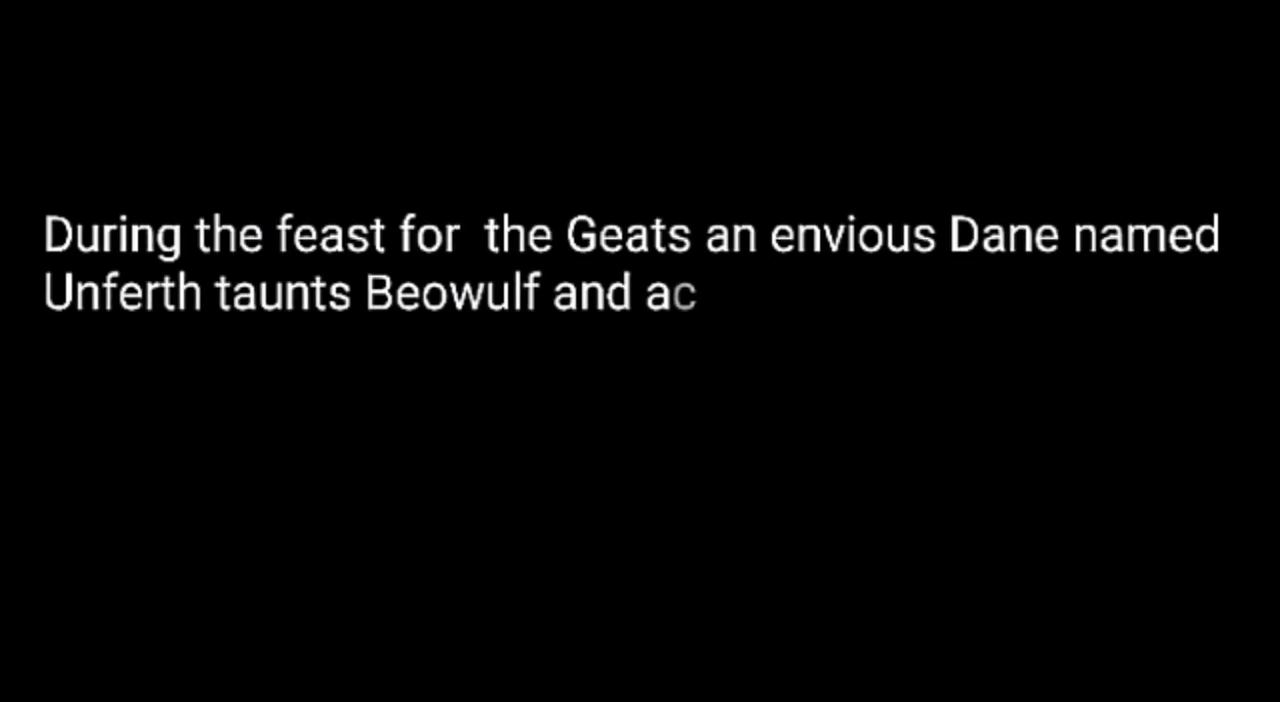 During the feast for  the Geats an envious Dane named
Unferth taunts Beowulf and ac